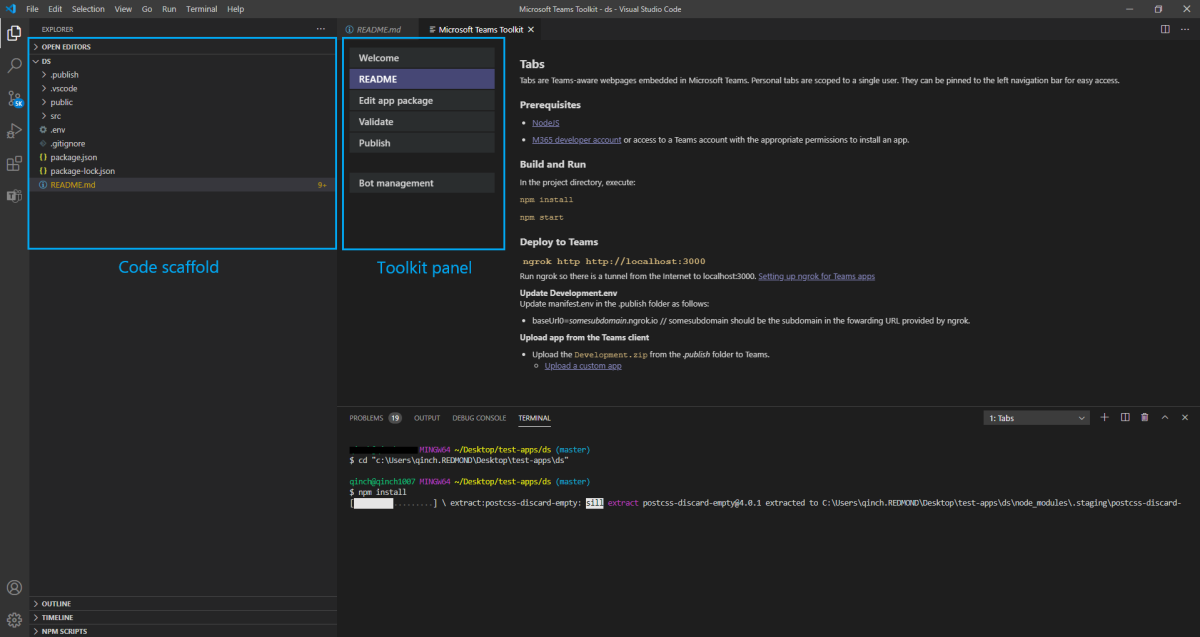 File Edit Selection View Go Run Terminal Help
Microsoft Teams Toolkit - ds - Visual Studio Code
EXPLORER
OPEN EDITORS
DS
.publish
.vscode
public
src
.env
.gitignore
package.json
package-lock.json
README.md 9+
5K
Code scaffold
OUTLINE
TIMELINE
NPM SCRIPTS
README.md
Microsoft Teams Toolkit
Welcome
README
Edit app package
Validate
Publish
Bot management
Toolkit panel
Tabs
Tabs are Teams-aware webpages embedded in Microsoft Teams. Personal tabs are scoped to a single user. They can be pinned to the left navigation bar for easy access.
Prerequisites
NodeJS
M365 developer account or access to a Teams account with the appropriate permissions to install an app.
Build and Run
In the project directory, execute:
npm install
npm start
Deploy to Teams
ngrok http http://localhost:3000
Run ngrok so there is a tunnel from the Internet to localhost:3000. Setting up ngrok for Teams apps
Update Development.env
Update manifest.env in the .publish folder as follows:
baseUrl0=somesubdomain.ngrok.io // somesubdomain should be the subdomain in the fowarding URL provided by ngrok.
Upload app from the Teams client
Upload the Development.zip from the .publish folder to Teams.
Upload a custom app
PROBLEMS 19 OUTPUT DEBUG CONSOLE TERMINAL
1: Tabs
MINGW64 ~/Desktop/test-apps/ds (master)
$ cd "c:\Users\qinch.REDMOND\Desktop\test-apps\ds"
qinch@qinch1007 MINGW64 ~/Desktop/test-apps/ds (master)
$ npm install
[.........] \ extract:postcss-discard-empty: sill extract postcss-discard-empty@4.0.1 extracted to C:\Users\qinch.REDMOND\Desktop\test-apps\ds\node_modules\.staging\postcss-discard-